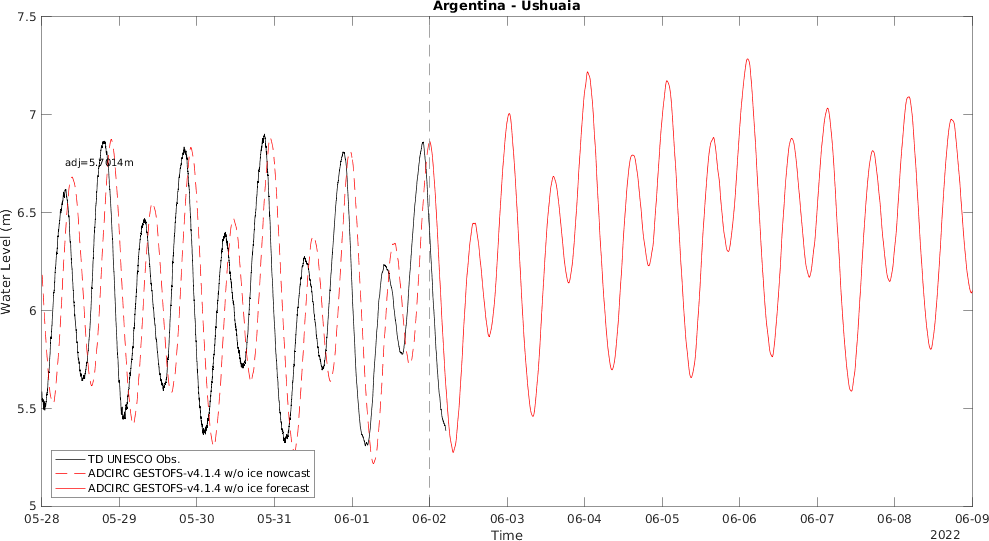 Argentina - Ushuaia
7.5
7
6.5
6
5.5
5
Water Level (m)
adj=5.7014m
TD UNESCO Obs.
ADCIRC GESTOFS-v4.1.4 w/o ice nowcast
ADCIRC GESTOFS-v4.1.4 w/o ice forecast
05-28 05-29 05-30 05-31 06-01 06-02 06-03 06-04 06-05 06-06 06-07 06-08 06-09
Time
2022